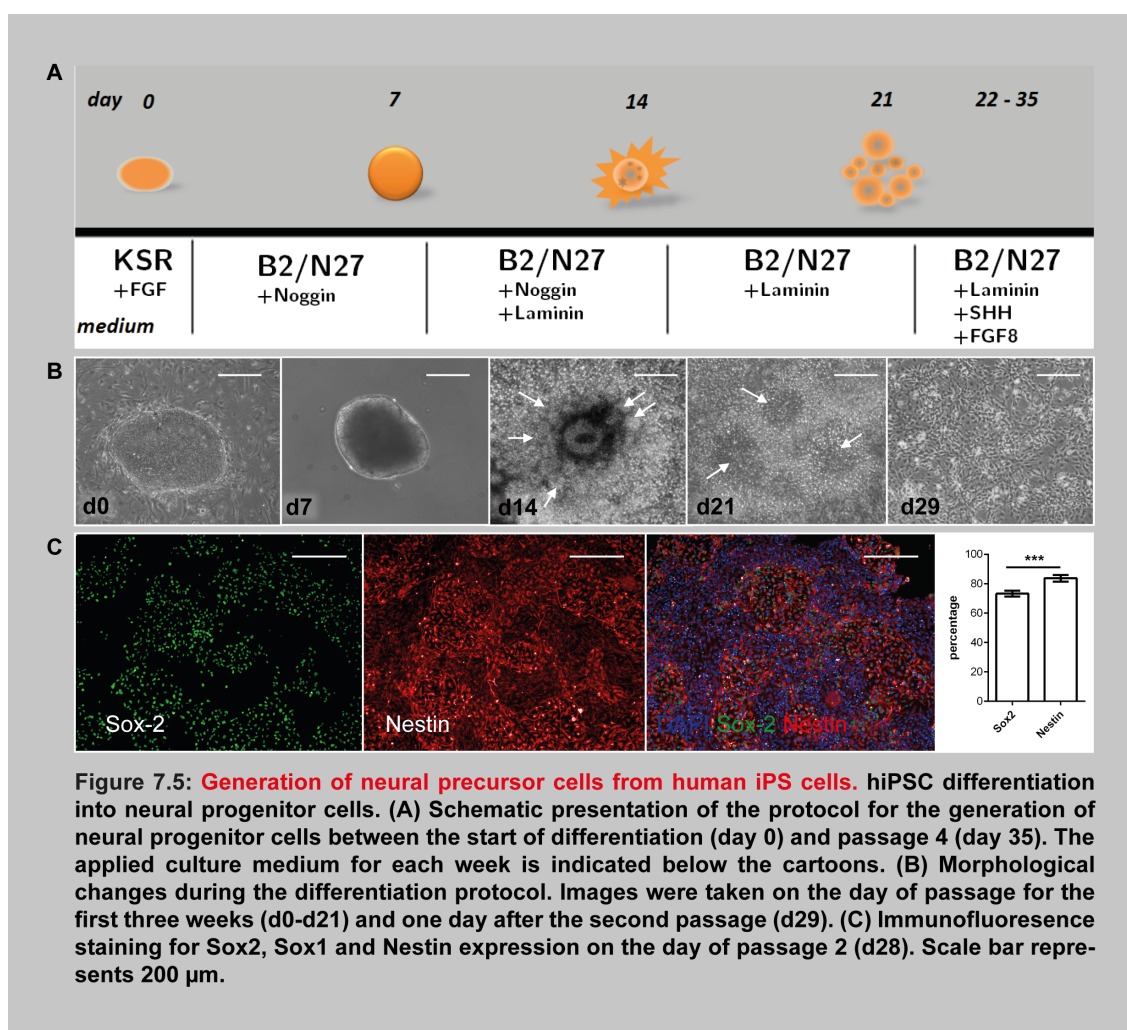 A
day 0 7 14 21 22 - 35
KSR B2/N27 B2/N27 B2/N27 B2/N27
+FGF +Noggin +Noggin +Laminin +Laminin
+Laminin +SHH
medium +FGF8
B
d0 d7 d14 d21 d29
C
Sox-2 Nestin DAPI Sox-2 Nestin
***
percentage
100
80
60
40
20
0
Sox2 Nestin
Figure 7.5: Generation of neural precursor cells from human iPS cells. hiPSC differentiation
into neural progenitor cells. (A) Schematic presentation of the protocol for the generation of
neural progenitor cells between the start of differentiation (day 0) and passage 4 (day 35). The
applied culture medium for each week is indicated below the cartoons. (B) Morphological
changes during the differentiation protocol. Images were taken on the day of passage for the
first three weeks (d0-d21) and one day after the second passage (d29). (C) Immunofluoresence
staining for Sox2, Sox1 and Nestin expression on the day of passage 2 (d28). Scale bar repre-
sents 200 µm.